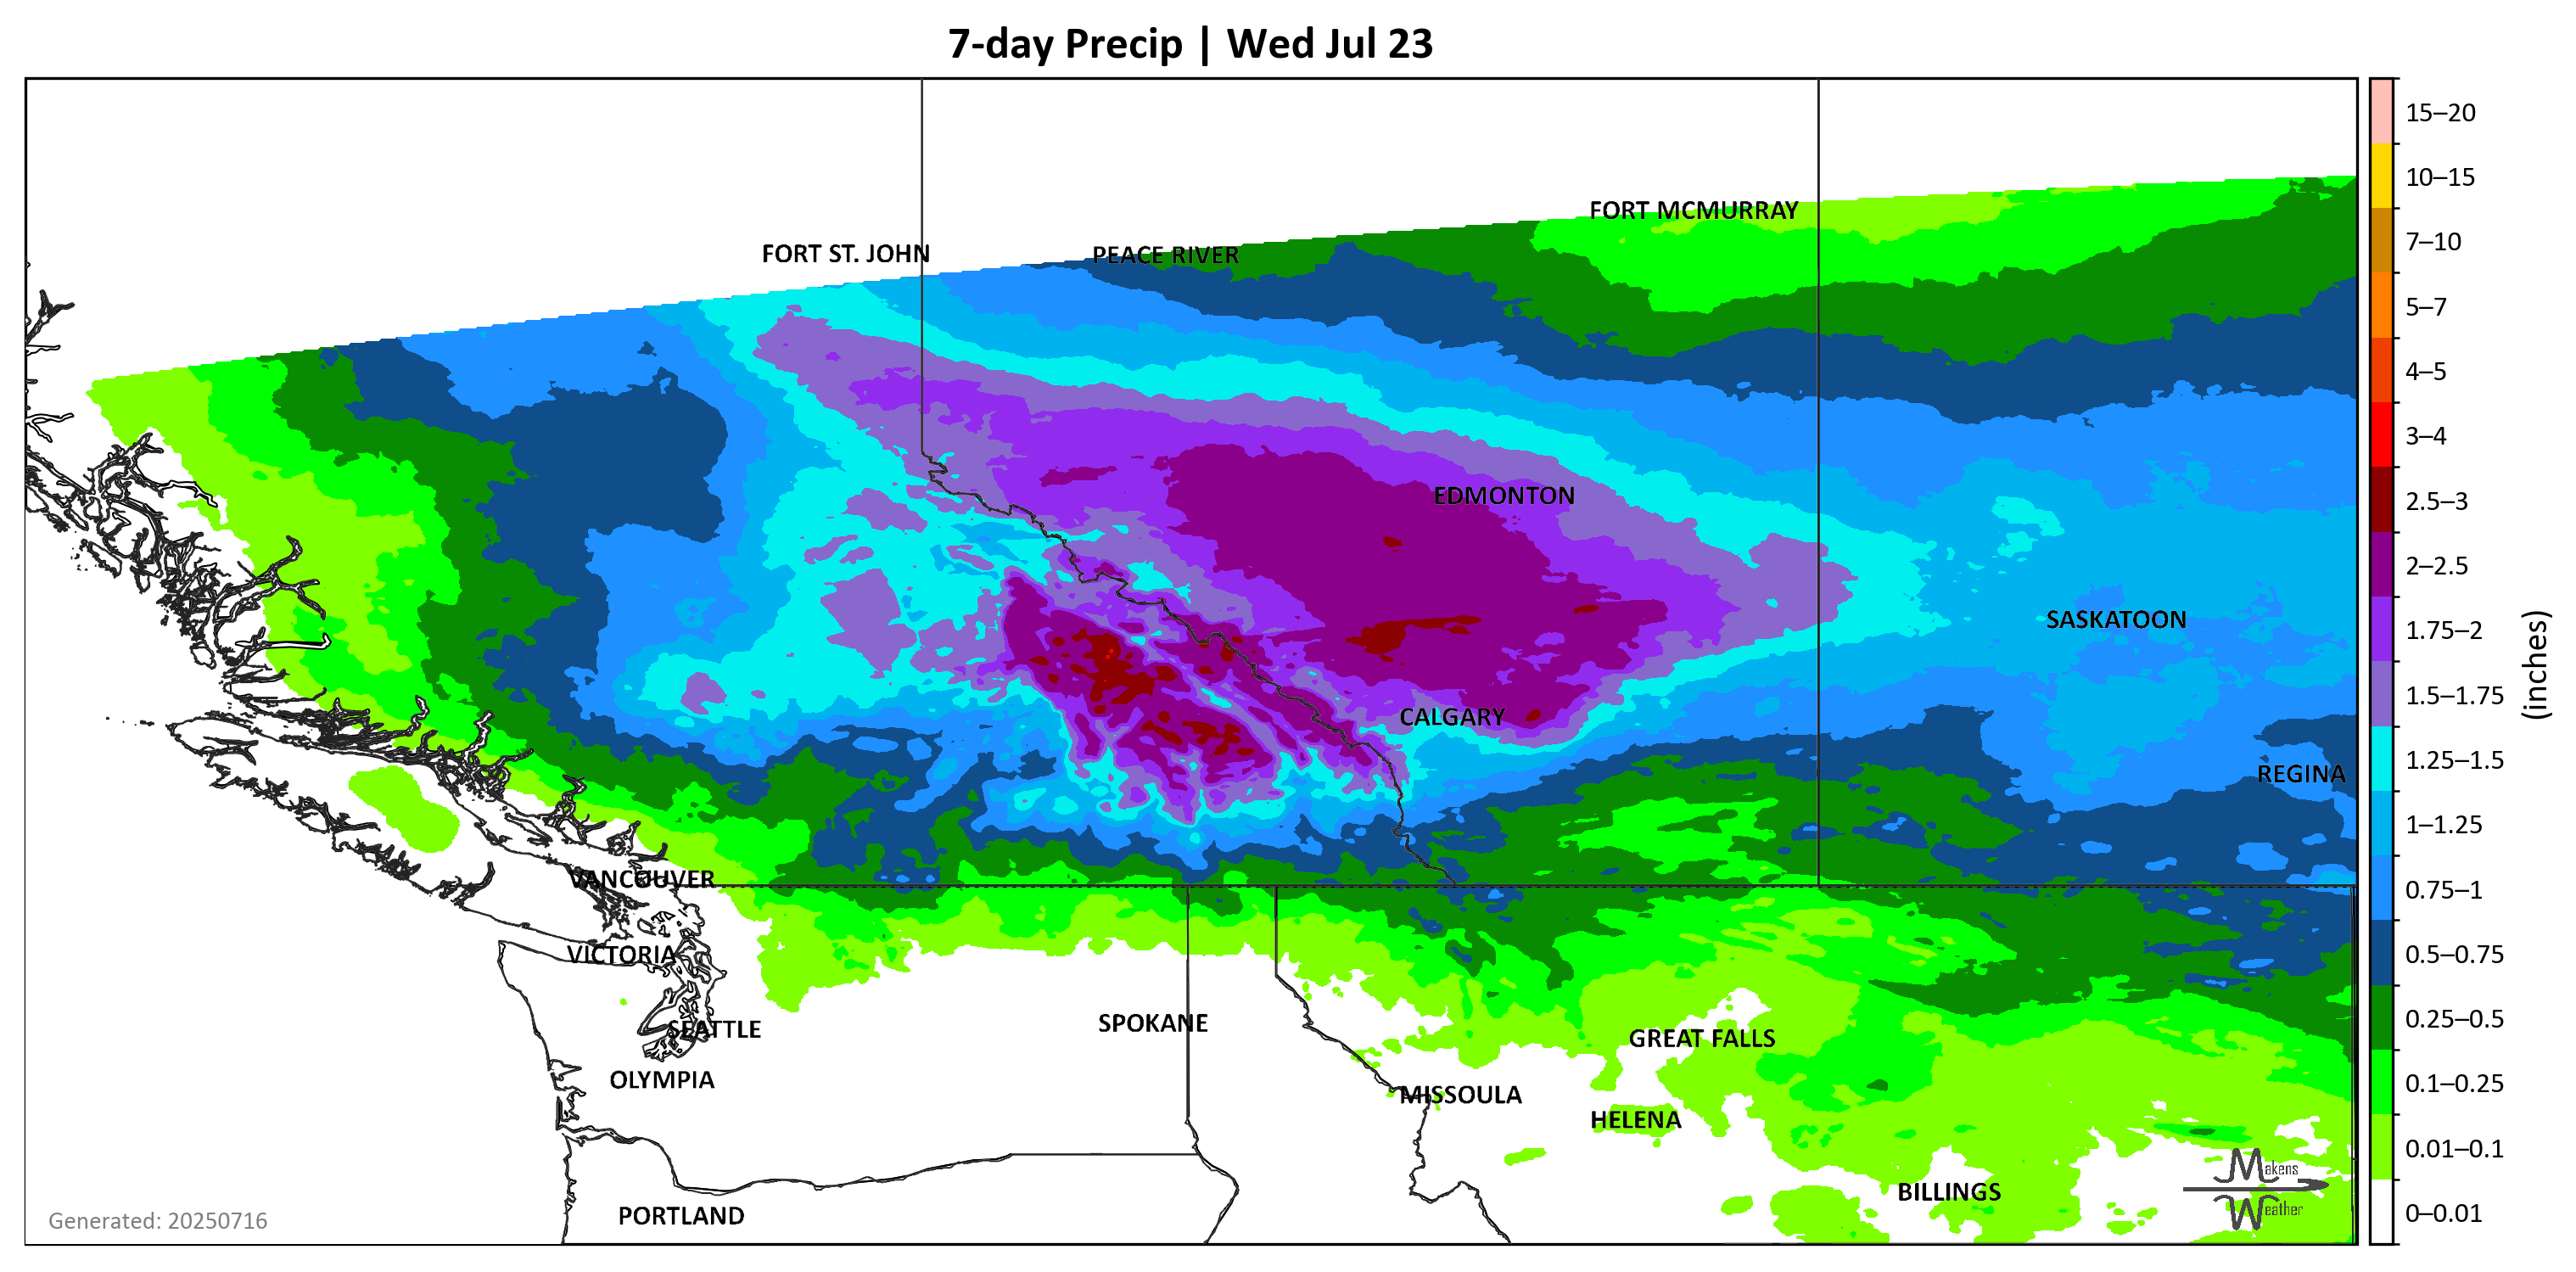 7-day Precip | Wed Jul 23
FORT MCMURRAY
FORT ST. JOHN
PEACE RIVER
EDMONTON
SASKATOON
CALGARY
REGINA
VANCOUVER
VICTORIA
SPOKANE
SEATTLE
GREAT FALLS
OLYMPIA
MISSOULA
HELENA
BILLINGS
PORTLAND
Makens
Weather
Generated: 20250716
15–20
10–15
7–10
5–7
4–5
3–4
2.5–3
2–2.5
1.75–2
1.5–1.75
1.25–1.5
1–1.25
0.75–1
0.5–0.75
0.25–0.5
0.1–0.25
0.01–0.1
0–0.01
(inches)